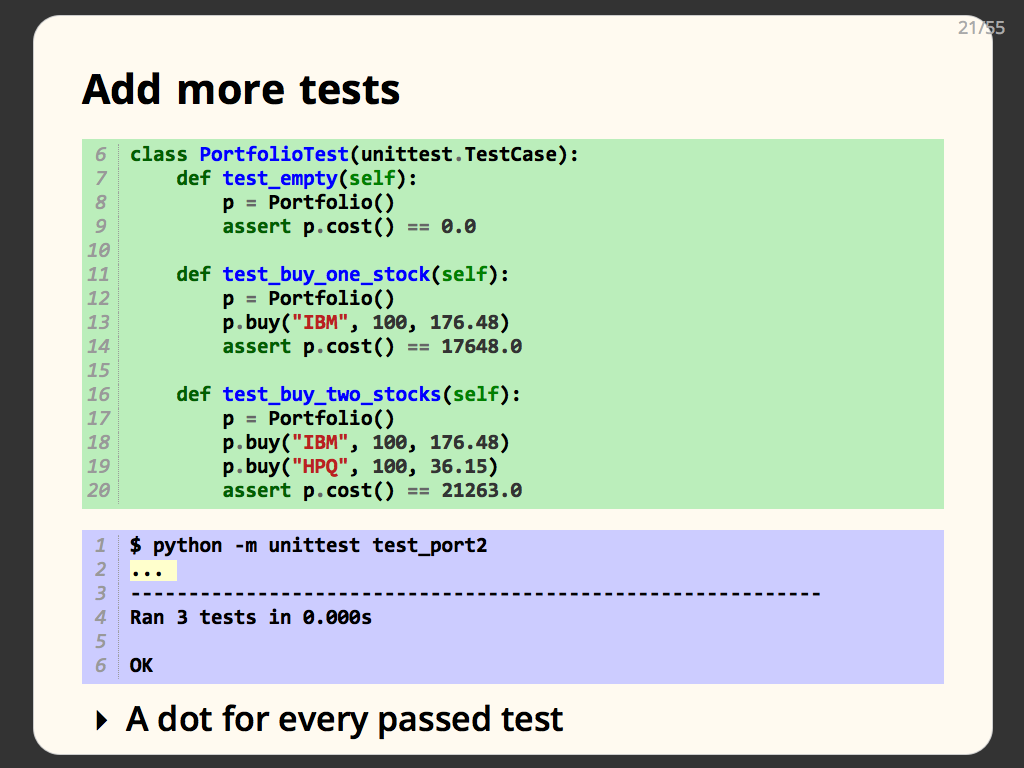 21/55
Add more tests
6 class PortfolioTest(unittest.TestCase):
7     def test_empty(self):
8         p = Portfolio()
9         assert p.cost() == 0.0
10
11     def test_buy_one_stock(self):
12         p = Portfolio()
13         p.buy("IBM", 100, 176.48)
14         assert p.cost() == 17648.0
15
16     def test_buy_two_stocks(self):
17         p = Portfolio()
18         p.buy("IBM", 100, 176.48)
19         p.buy("HPQ", 100, 36.15)
20         assert p.cost() == 21263.0
1 $ python -m unittest test_port2
2 ...
3 ------------------------------------------------------------
4 Ran 3 tests in 0.000s
5
6 OK
A dot for every passed test